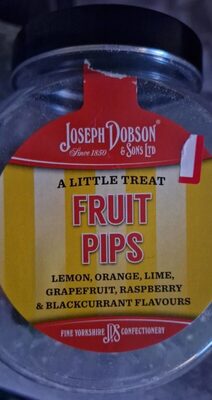 JOSEPH DOBSON
Since 1850 & SONS LTD
A LITTLE TREAT
FRUIT
PIPS
LEMON, ORANGE, LIME,
GRAPEFRUIT, RASPBERRY
& BLACKCURRANT FLAVOURS
FINE YORKSHIRE JDS CONFECTIONERY